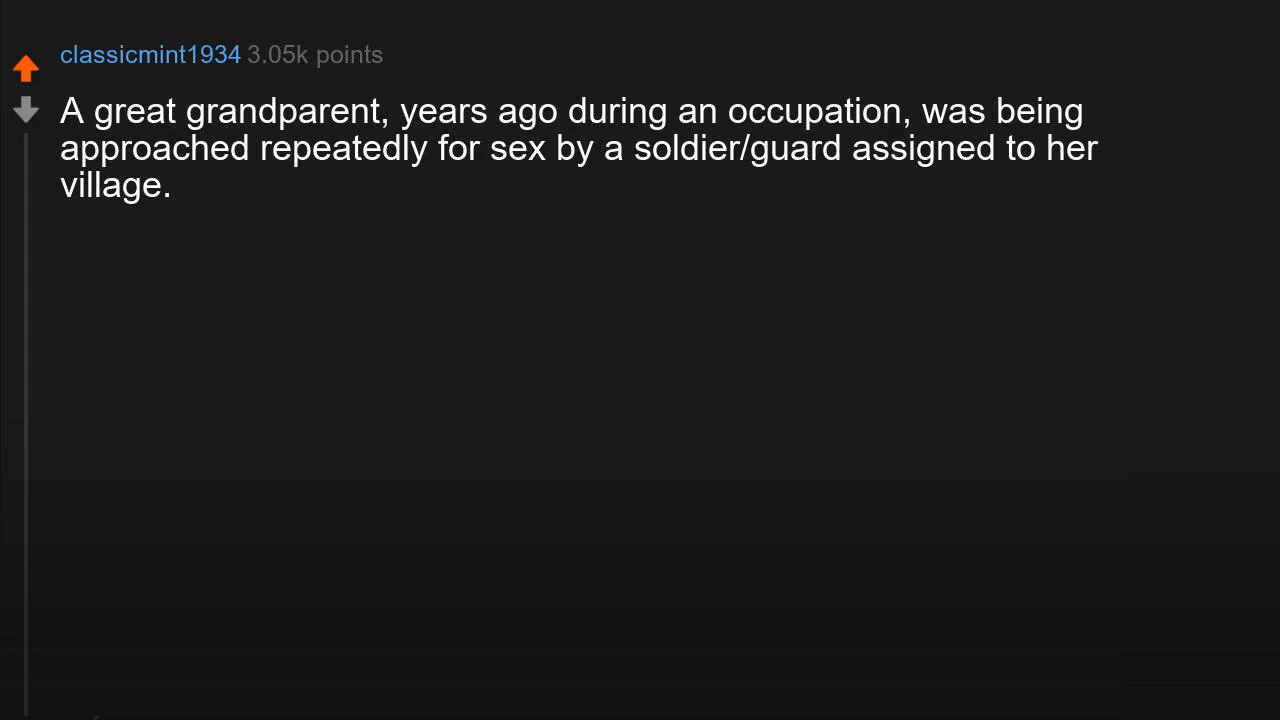 classicmint1934 3.05k points
A great grandparent, years ago during an occupation, was being
approached repeatedly for sex by a soldier/guard assigned to her
village.